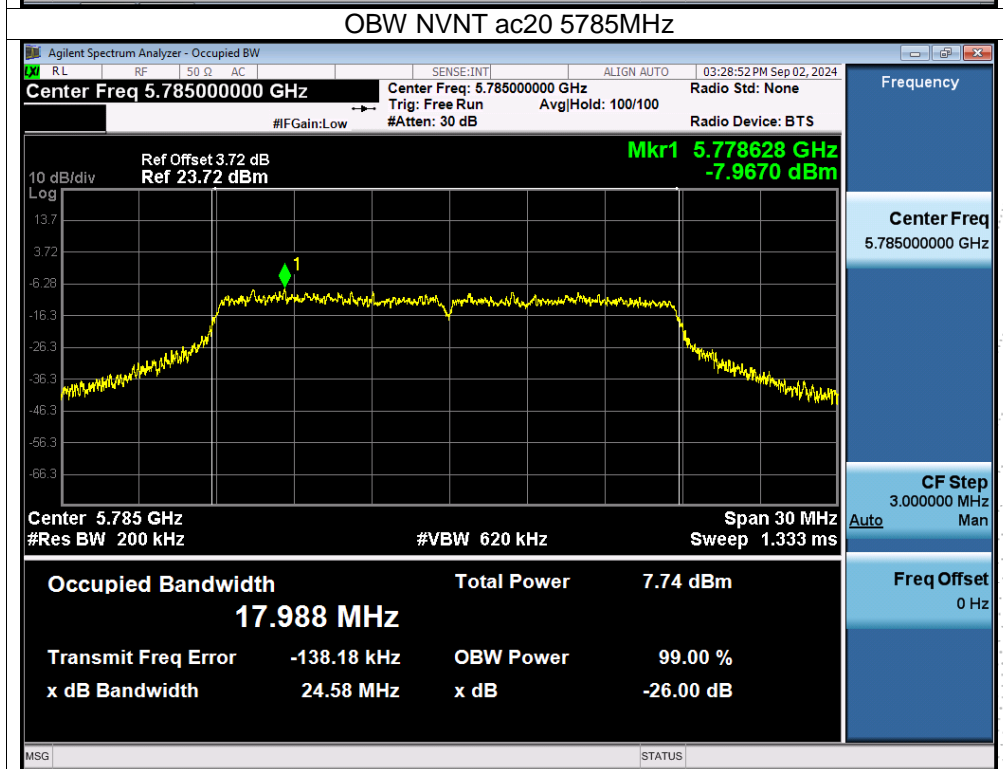 OBW NVNT ac20 5785MHz
Agilent Spectrum Analyzer - Occupied BW
LXI RL RF 50 Ω AC SENSE:INT ALIGN AUTO 03:28:52 PM Sep 02, 2024
Center Freq 5.785000000 GHz
Center Freq: 5.785000000 GHz
Radio Std: None
Trig: Free Run Avg|Hold: 100/100
#IFGain:Low #Atten: 30 dB
Radio Device: BTS
Mkr1 5.778628 GHz
-7.9670 dBm
Ref Offset 3.72 dB
10 dB/div Ref 23.72 dBm
Log
13.7
3.72
1
-6.28
-16.3
-26.3
-36.3
-46.3
-56.3
-66.3
Center 5.785 GHz Span 30 MHz
#Res BW 200 kHz #VBW 620 kHz Sweep 1.333 ms
Occupied Bandwidth Total Power 7.74 dBm
17.988 MHz
Transmit Freq Error -138.18 kHz OBW Power 99.00 %
x dB Bandwidth 24.58 MHz x dB -26.00 dB
Frequency
Center Freq
5.785000000 GHz
CF Step
3.000000 MHz
Auto Man
Freq Offset
0 Hz
MSG STATUS